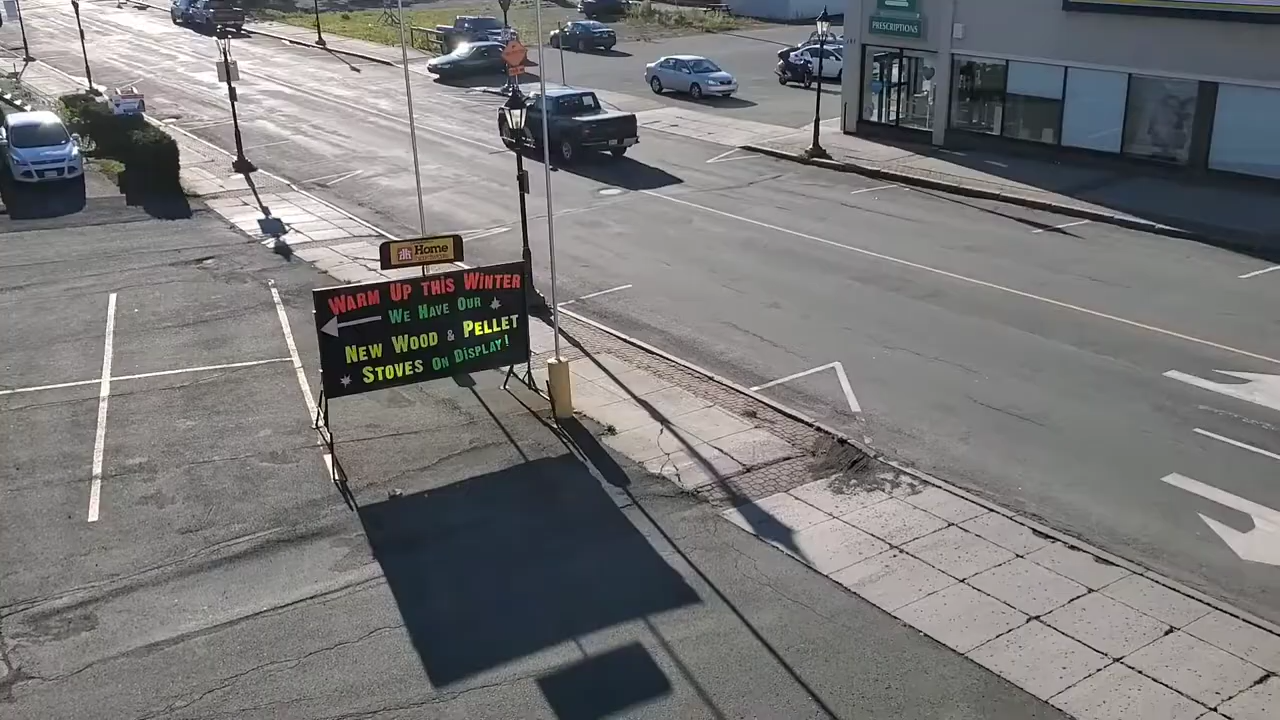 PRESCRIPTIONS
Home
WARM UP THIS WINTER
WE HAVE OUR
NEW WOOD & PELLET
STOVES ON DISPLAY!